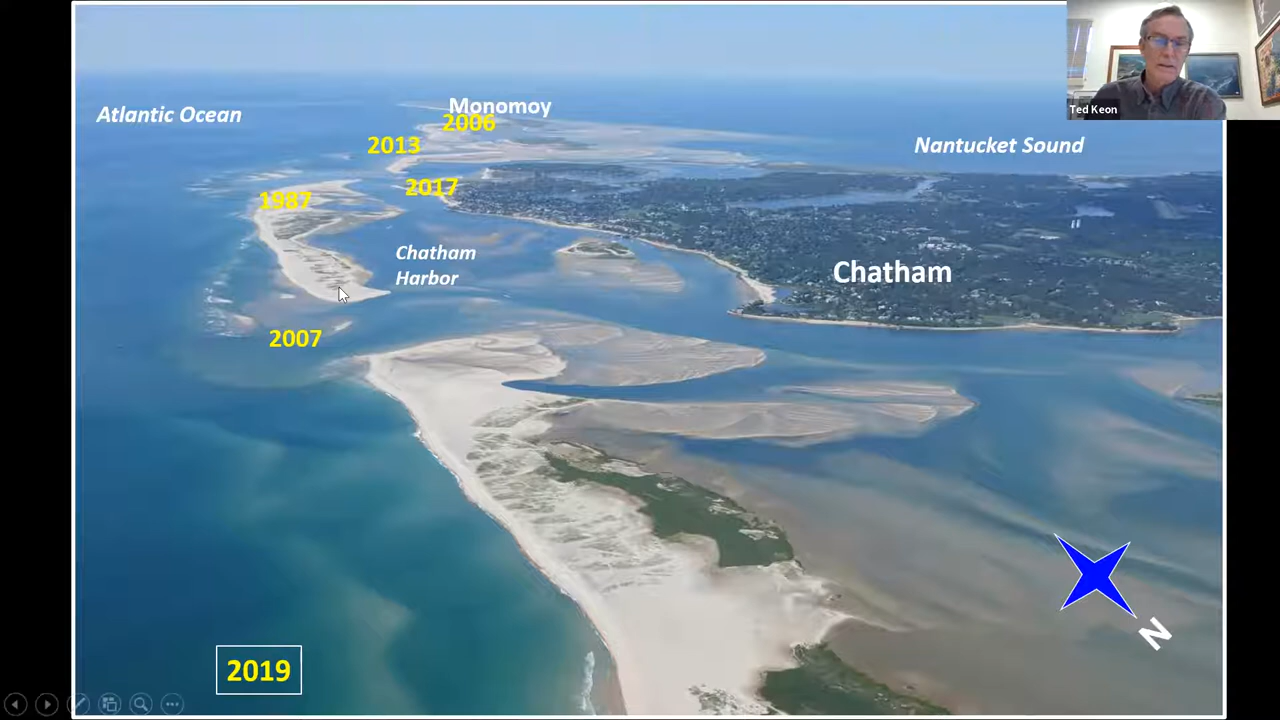 Ted Keon
Monomoy
Atlantic Ocean
2006
2013
Nantucket Sound
2017
1987
Chatham
Harbor
Chatham
2007
N
2019